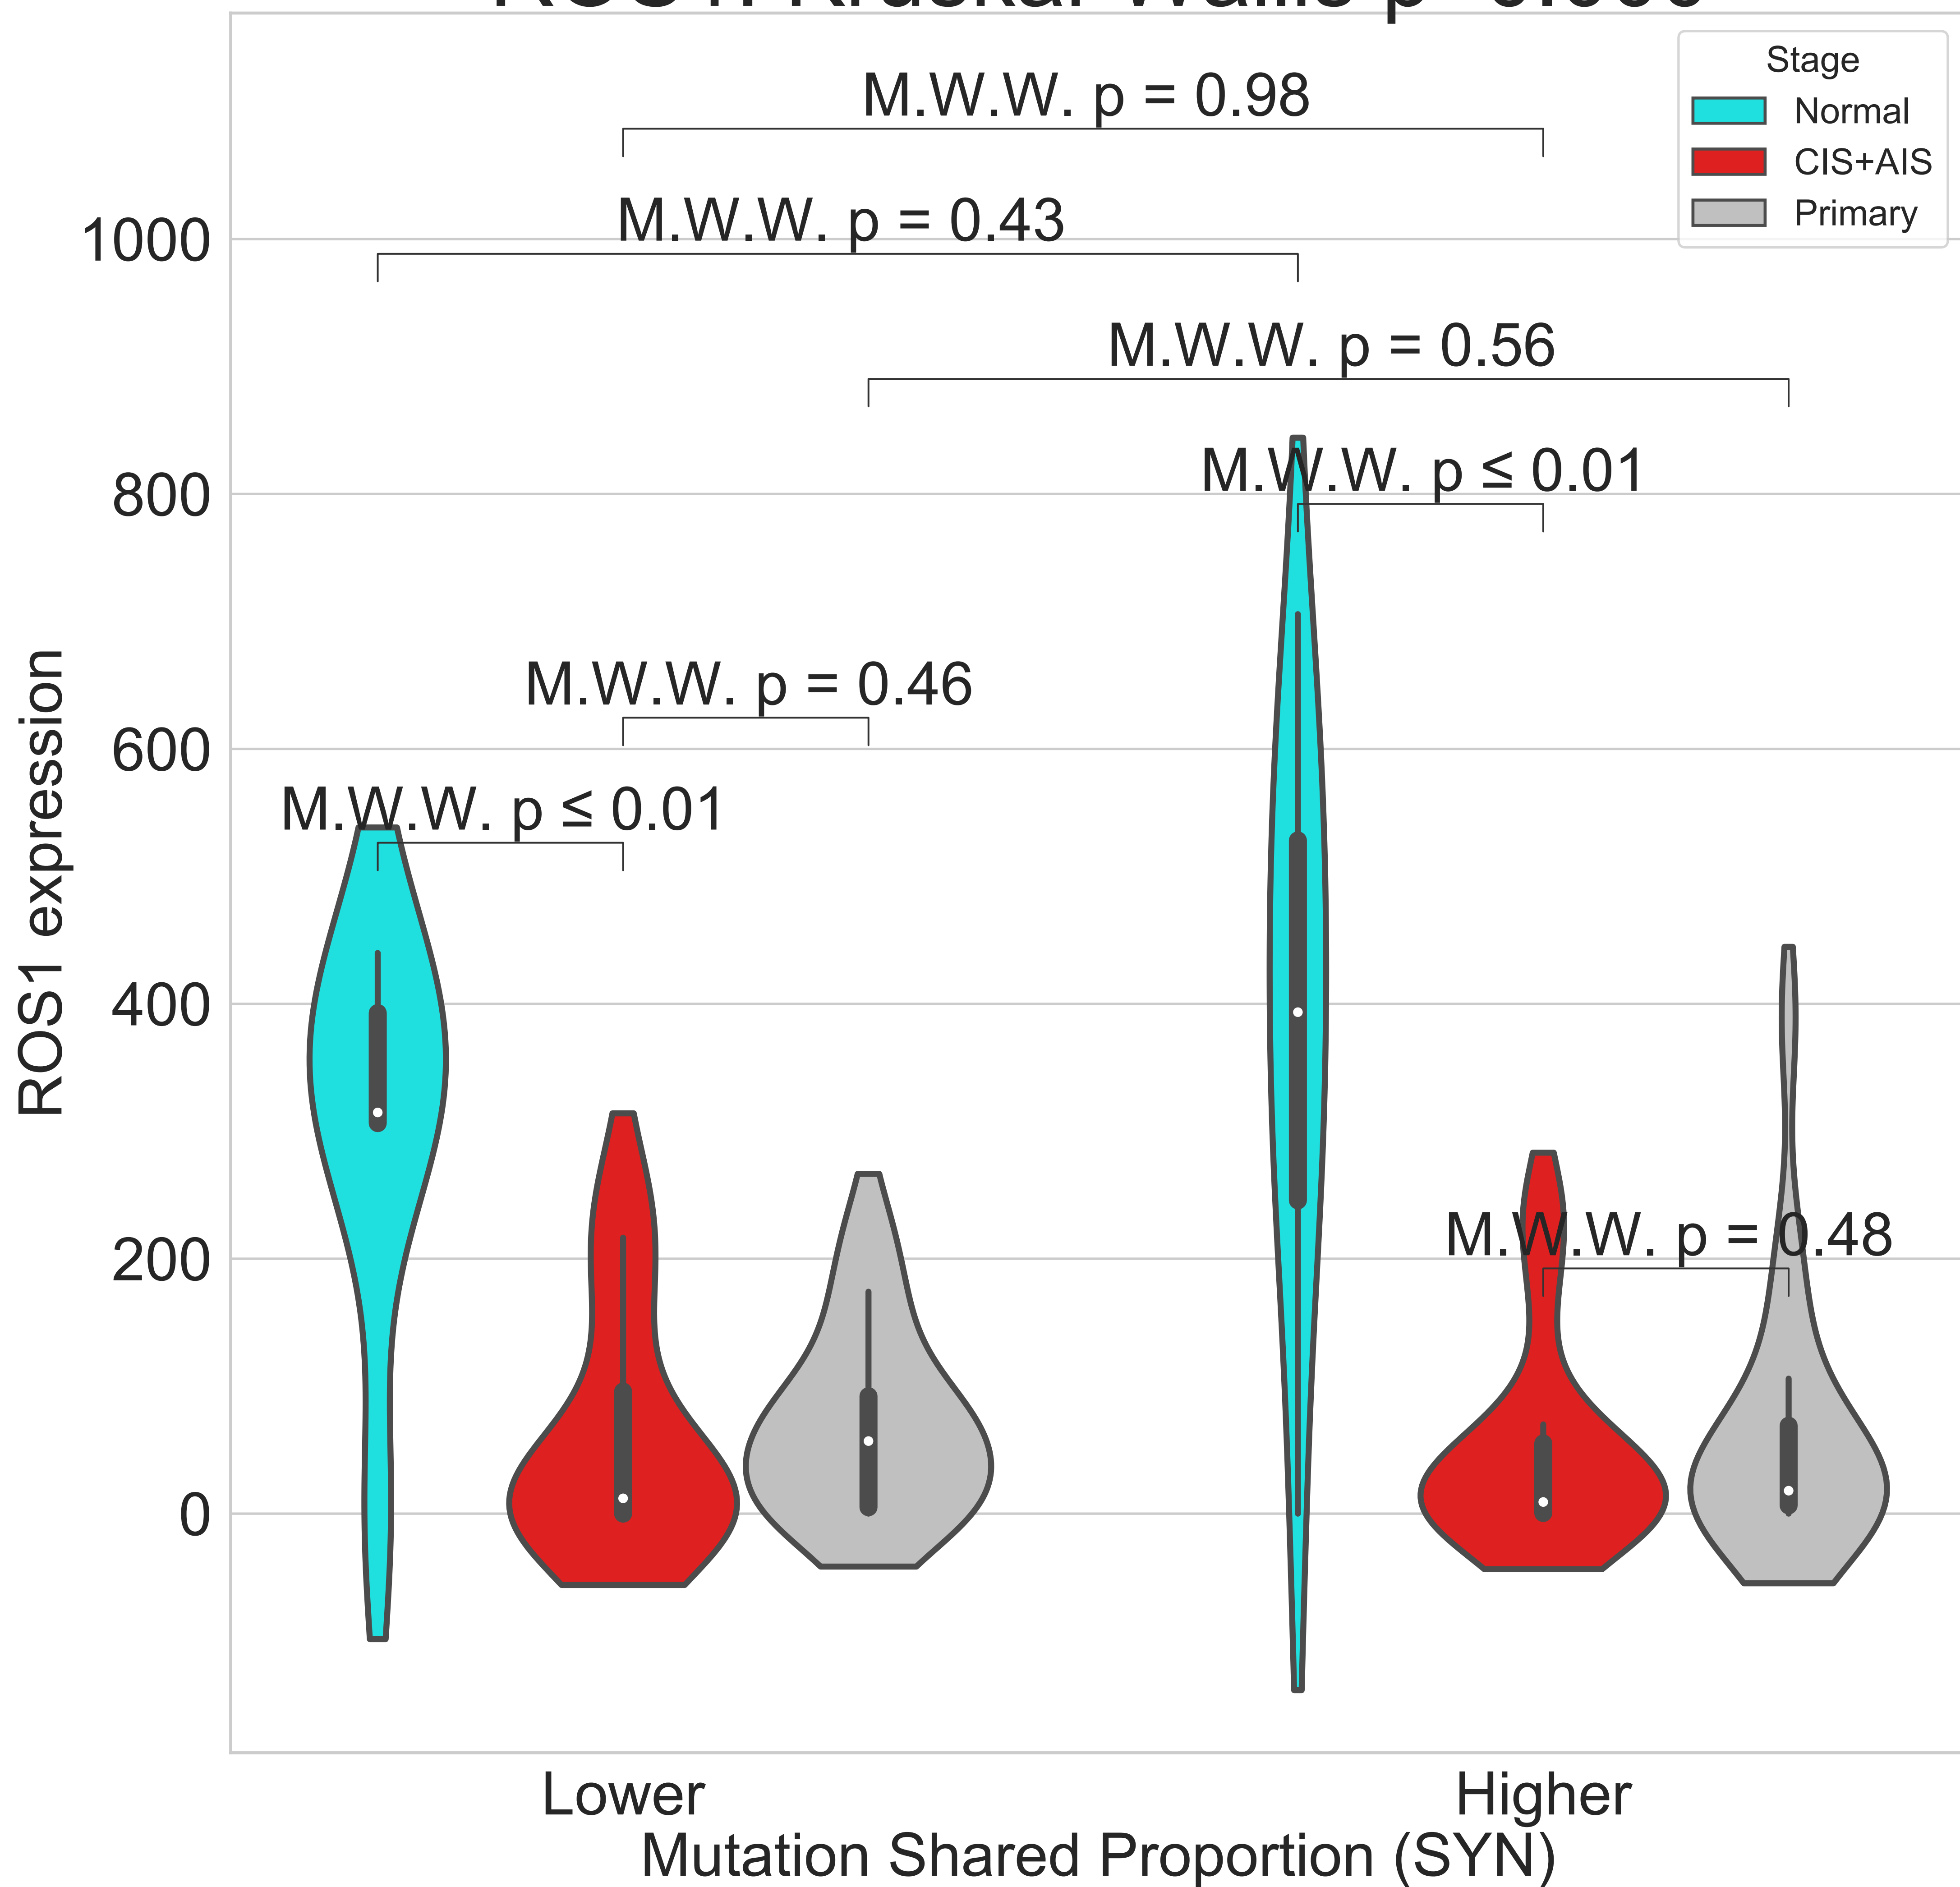 Stage
Normal
CIS+AIS
Primary
M.W.W. p = 0.98
M.W.W. p = 0.43
M.W.W. p = 0.56
M.W.W. p ≤ 0.01
M.W.W. p = 0.46
M.W.W. p ≤ 0.01
M.W.W. p = 0.48
1000
800
600
400
200
0
ROS1 expression
Lower
Higher
Mutation Shared Proportion (SYN)